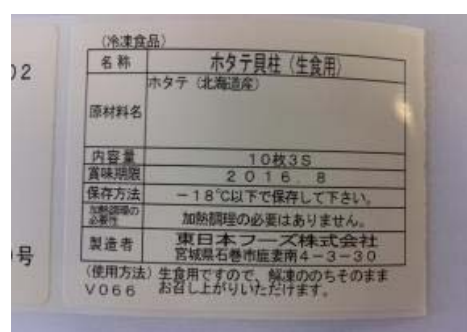 (冷凍食品)
名称 ホタテ貝柱(生食用)
原材料名 ホタテ(北海道産)
内容量 10枚3S
賞味期限 2016.8
保存方法 -18℃以下で保存して下さい。
加熱調理の必要性 加熱調理の必要はありません。
製造者 東日本フーズ株式会社
宮城県石巻市鹿妻南4-3-30
(使用方法)生食用ですので、解凍ののちそのまま
V066 お召し上がりいただけます。
02
号